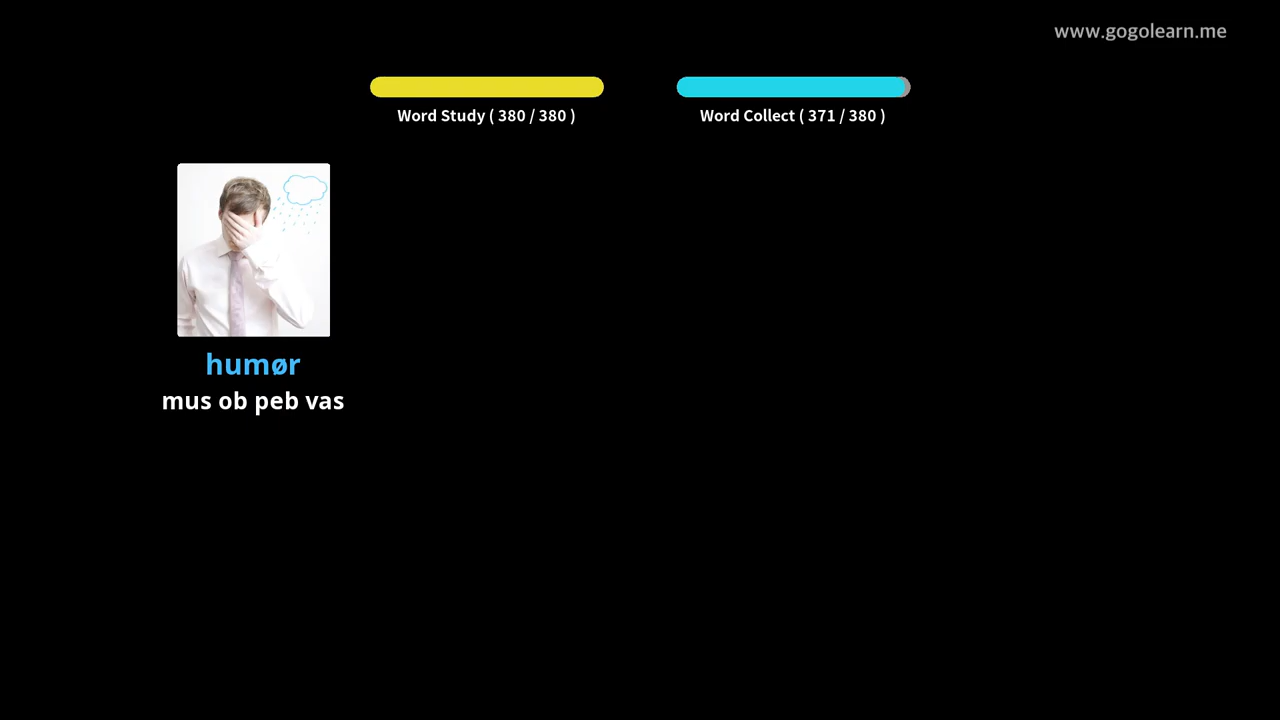 www.gogolearn.me
Word Study ( 380 / 380 )
Word Collect ( 371 / 380 )
humør
mus ob peb vas